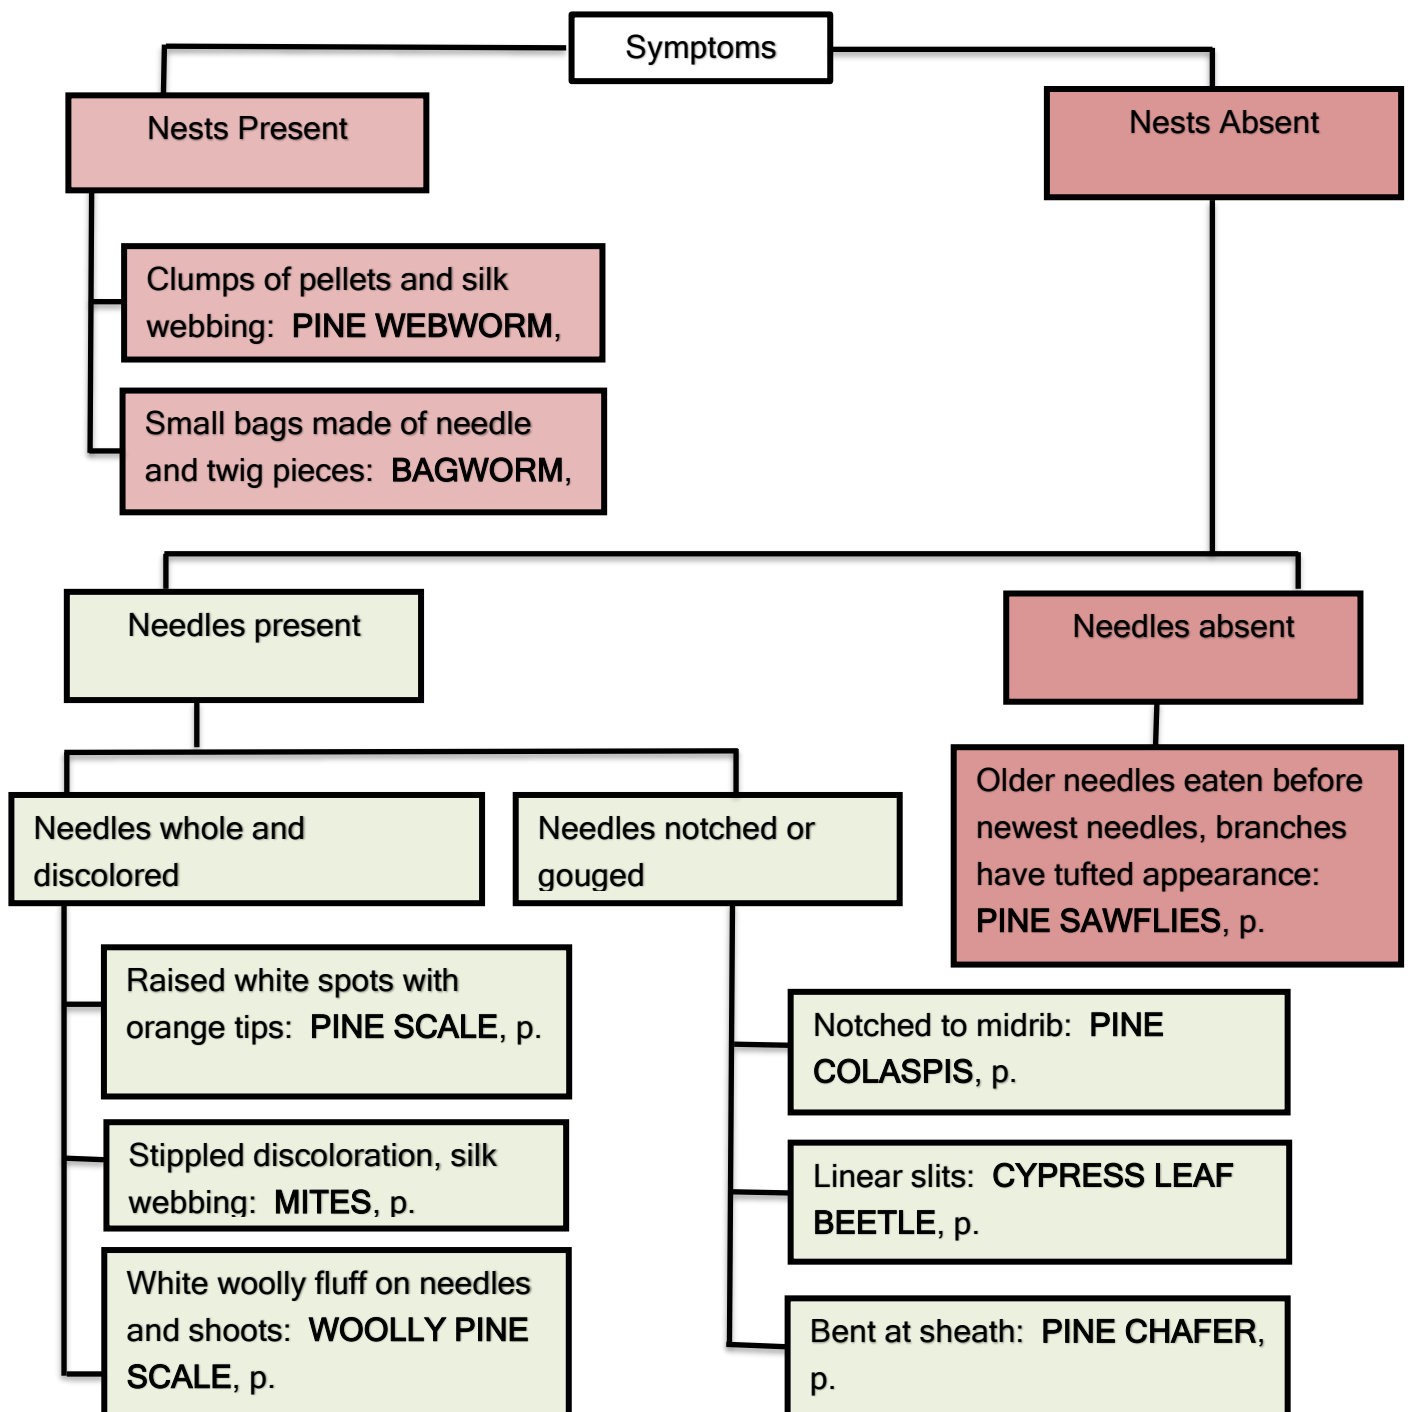 Symptoms
Nests Present
Nests Absent
Clumps of pellets and silk
webbing: PINE WEBWORM,
Small bags made of needle
and twig pieces: BAGWORM,
Needles present
Needles absent
Needles whole and
discolored
Needles notched or
gouged
Older needles eaten before
newest needles, branches
have tufted appearance:
PINE SAWFLIES, p.
Raised white spots with
orange tips: PINE SCALE, p.
Stippled discoloration, silk
webbing: MITES, p.
White woolly fluff on needles
and shoots: WOOLLY PINE
SCALE, p.
Notched to midrib: PINE
COLASPIS, p.
Linear slits: CYPRESS LEAF
BEETLE, p.
Bent at sheath: PINE CHAFER,
p.